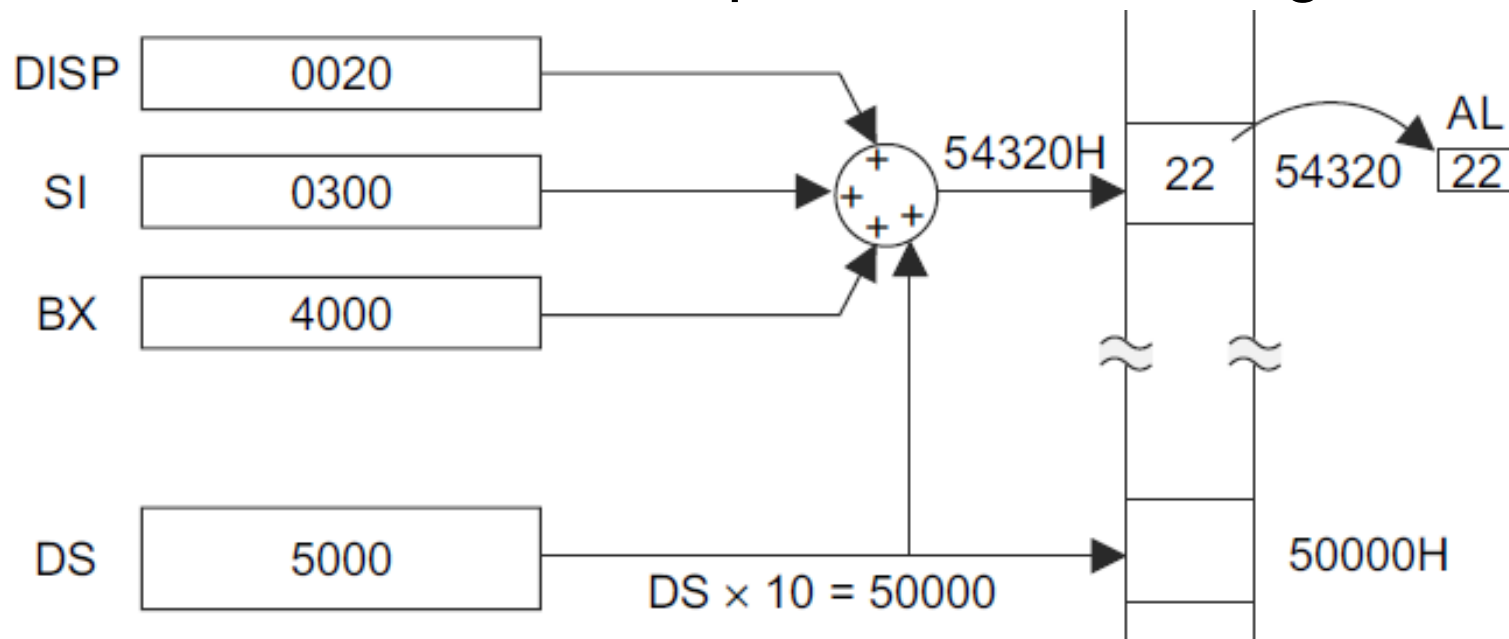 DISP 0020
AL
54320H
SI 0300 22 54320 22
BX 4000
DS 5000 50000H
DS × 10 = 50000
+
+
+
+